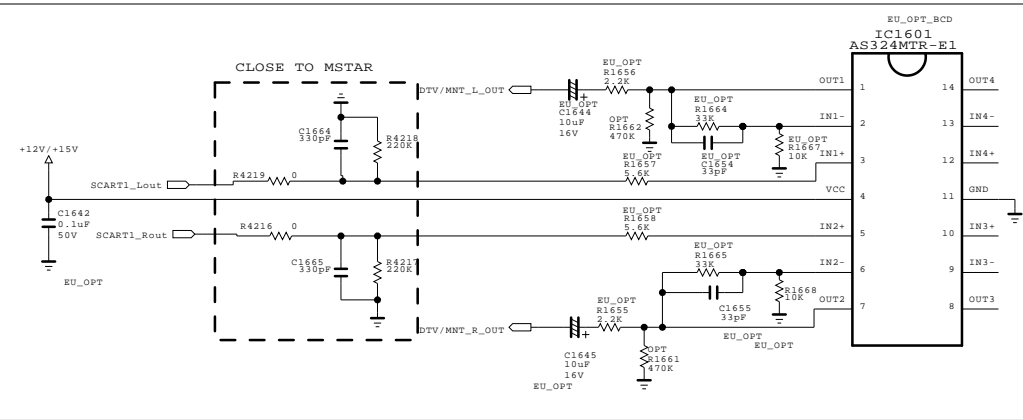 EU_OPT_BCD
IC1601
AS324MTR-E1
CLOSE TO MSTAR
DTV/MNT_L_OUT
EU_OPT
C1644
10uF
16V
EU_OPT
R1656
2.2K
OPT
R1662
470K
EU_OPT
R1664
33K
EU_OPT
C1654
33pF
EU_OPT
R1667
10K
EU_OPT
R1657
5.6K
C1664
330pF
R4218
220K
+12V/+15V
SCART1_Lout
R4219 0
C1642
0.1uF
50V
EU_OPT
SCART1_Rout
R4216 0
C1665
330pF
R4217
220K
EU_OPT
R1658
5.6K
EU_OPT
R1665
33K
C1655
33pF
EU_OPT
R1668
10K
EU_OPT
DTV/MNT_R_OUT
EU_OPT
R1655
2.2K
C1645
10uF
16V
EU_OPT
OPT
R1661
470K
OUT1 1 14 OUT4
IN1- 2 13 IN4-
IN1+ 3 12 IN4+
VCC 4 11 GND
IN2+ 5 10 IN3+
IN2- 6 9 IN3-
OUT2 7 8 OUT3